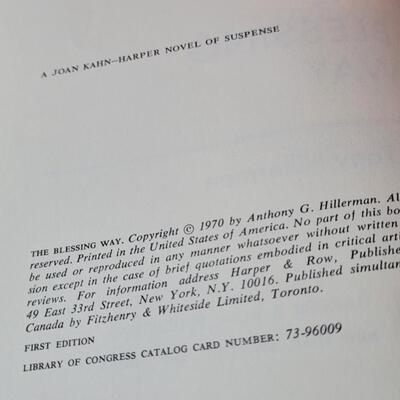 A JOAN KAHN—HARPER NOVEL OF SUSPENSE
THE BLESSING WAY. Copyright © 1970 by Anthony G. Hillerman. Al
reserved. Printed in the United States of America. No part of this bo
be used or reproduced in any manner whatsoever without written
sion except in the case of brief quotations embodied in critical arti
reviews. For information address Harper & Row, Publishe
49 East 33rd Street, New York, N.Y. 10016. Published simultan
Canada by Fitzhenry & Whiteside Limited, Toronto.
FIRST EDITION
LIBRARY OF CONGRESS CATALOG CARD NUMBER: 73-96009